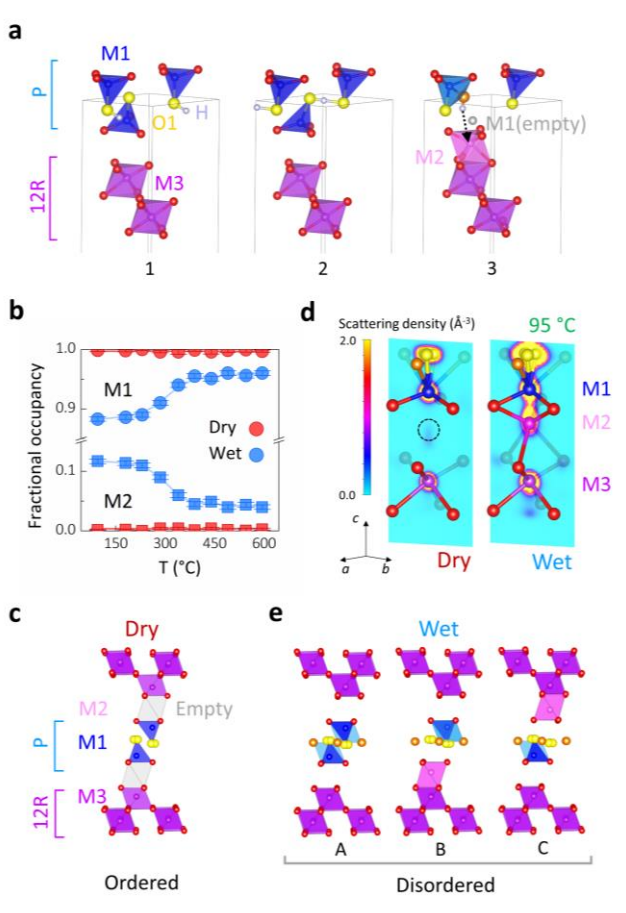 a
M1
P
O1
H
M1(empty)
M2
12R
M3
1
2
3
b
1.0
M1
0.9
Dry
Wet
Fractional occupancy
0.1
M2
0.0
150
300
450
600
T (°C)
d
Scattering density (Å⁻³)
95 °C
2.0
0.0
M1
M2
M3
c
a
b
Dry
Wet
c
Dry
M2
Empty
P
M1
12R
M3
Ordered
e
Wet
A
B
C
Disordered